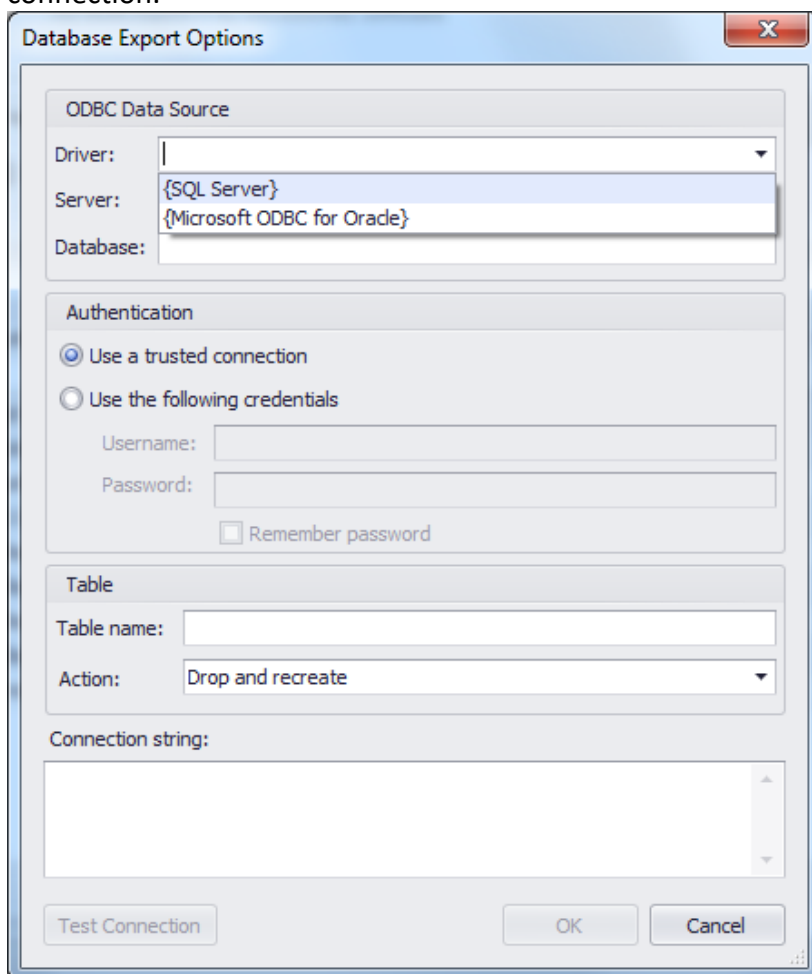 connection.
Database Export Options
ODBC Data Source
Driver:
Server:
{SQL Server}
{Microsoft ODBC for Oracle}
Database:
Authentication
Use a trusted connection
Use the following credentials
Username:
Password:
Remember password
Table
Table name:
Action: Drop and recreate
Connection string:
Test Connection OK Cancel